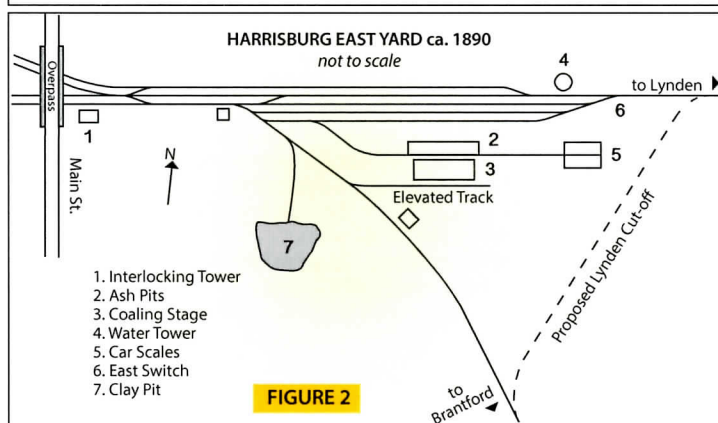 HARRISBURG EAST YARD ca. 1890
not to scale
4
to Lynden
Overpass
6
1
2
N
5
3
Main St.
Elevated Track
7
Proposed Lynden Cut-off
1. Interlocking Tower
2. Ash Pits
3. Coaling Stage
4. Water Tower
5. Car Scales
6. East Switch
7. Clay Pit
FIGURE 2
to
Brantford